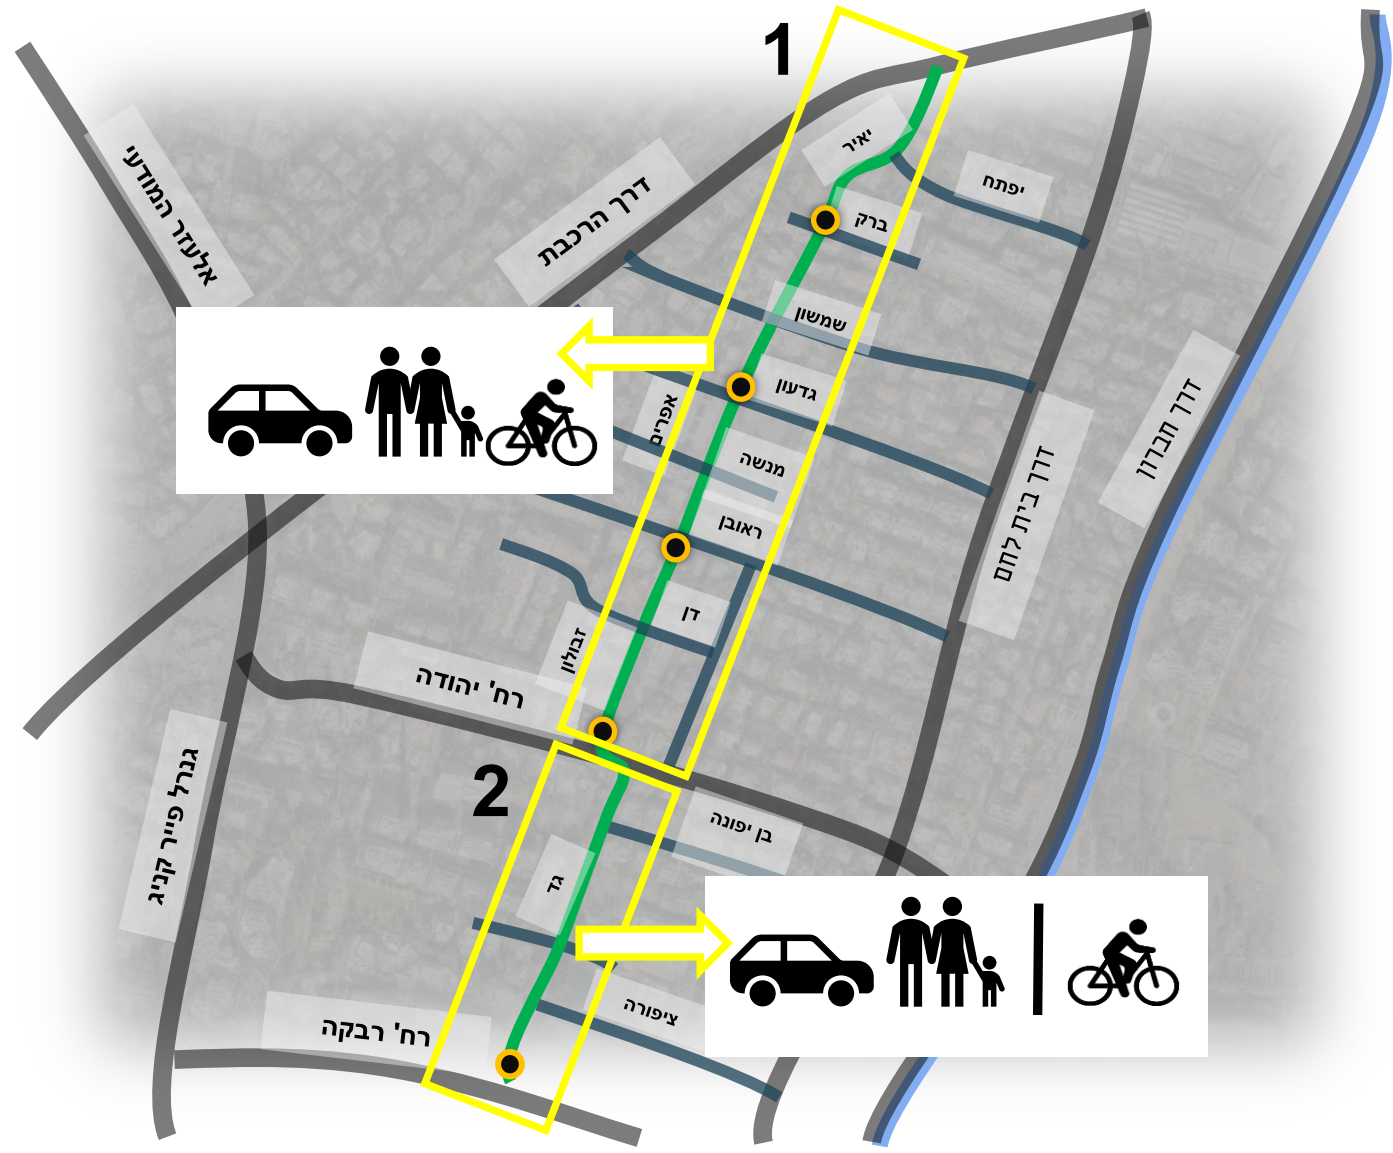 1
יאיר
יפתח
אלעזר המודעי
דרך הרכבת
ברק
שמשון
גדעון
אפרים
דרך חברון
מנשה
דרך בית לחם
ראובן
דן
זבולון
רח' יהודה
2
גנרל פייר קניג
בן יפונה
גד
ציפורה
רח' רבקה